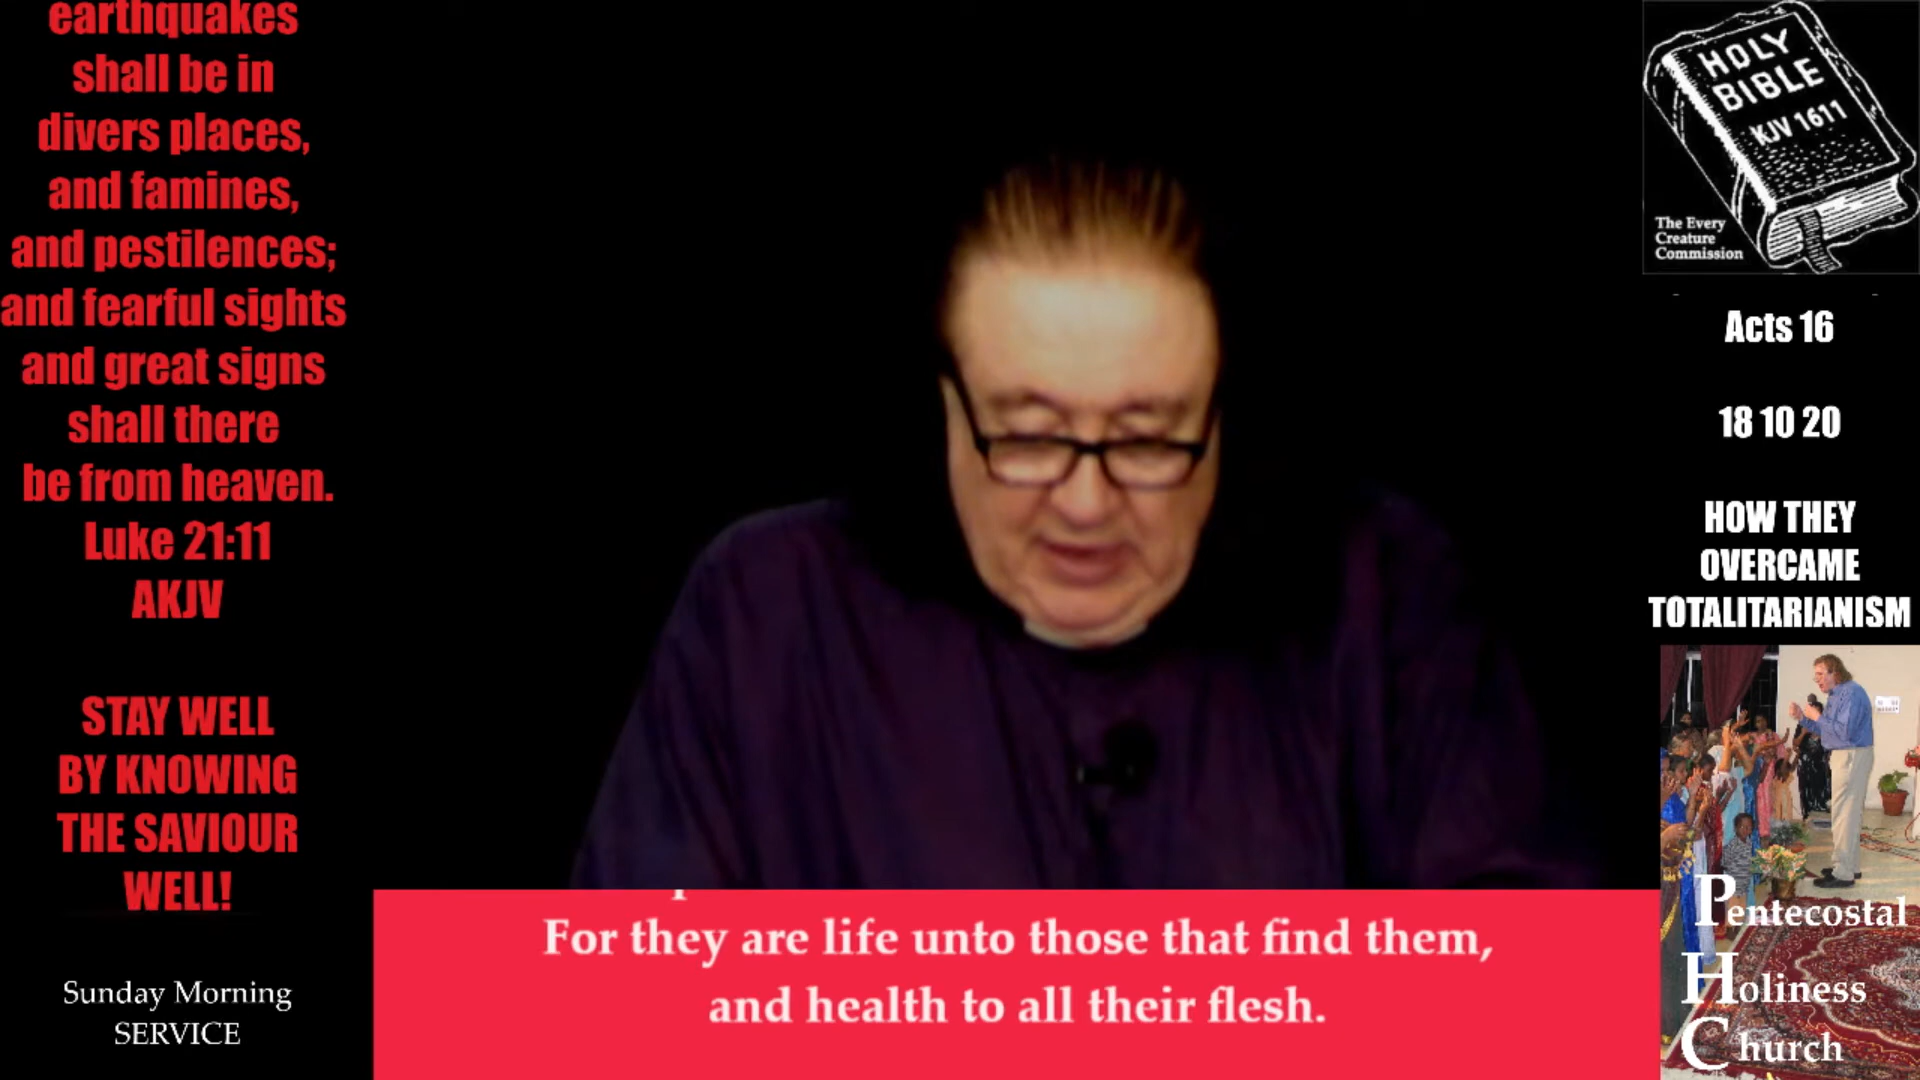 earthquakes
shall be in
divers places,
and famines,
and pestilences;
and fearful sights
and great signs
shall there
be from heaven.
Luke 21:11
AKJV
STAY WELL
BY KNOWING
THE SAVIOUR
WELL!
Sunday Morning
SERVICE
For they are life unto those that find them,
and health to all their flesh.
HOLY
BIBLE
KJV 1611
The Every
Creature
Commission
Acts 16
18 10 20
HOW THEY
OVERCAME
TOTALITARIANISM
Pentecostal
Holiness
Church